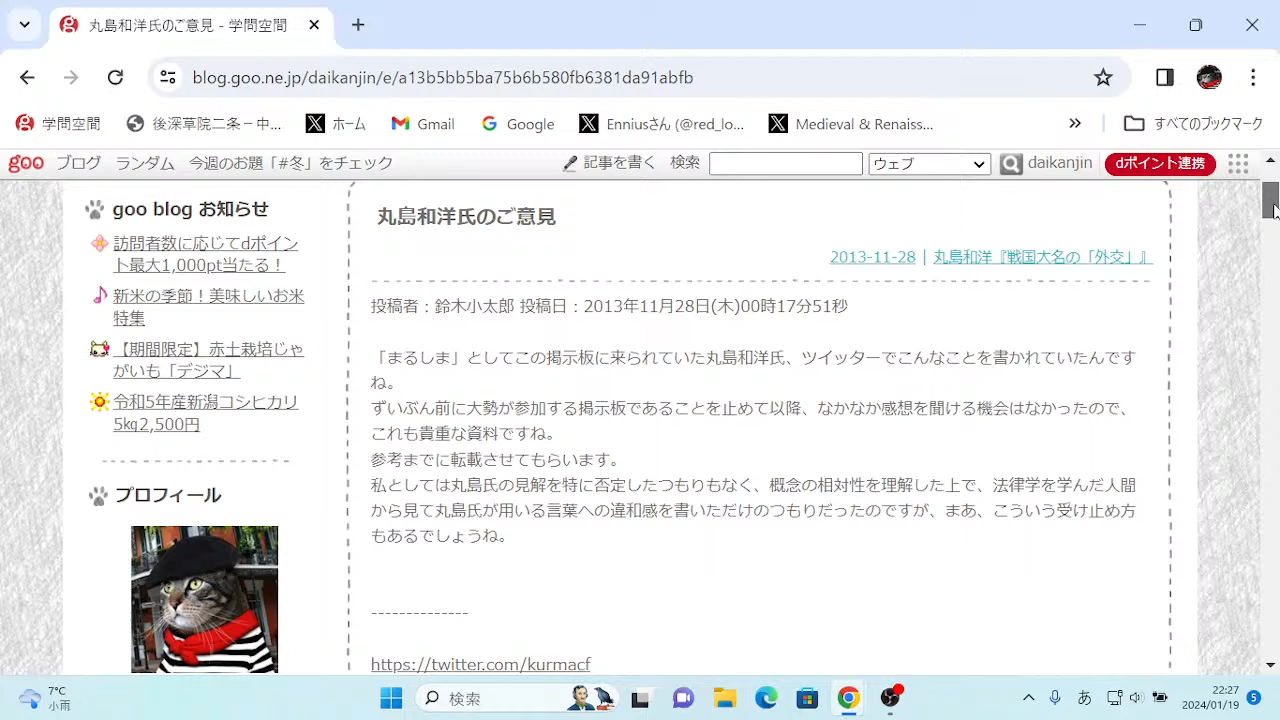 丸島和洋氏のご意見 - 学問空間
blog.goo.ne.jp/daikanjin/e/a13b5bb5ba75b6b580fb6381da91abfb
学問空間 後深草院二条－中... ホーム Gmail Google Enniusさん (@red_lo... Medieval & Renaiss... » すべてのブックマーク
goo ブログ ランダム 今週のお題「#冬」をチェック 記事を書く 検索 ウェブ daikanjin dポイント連携
goo blog お知らせ
訪問者数に応じてdポイン
ト最大1,000pt当たる！
新米の季節！美味しいお米
特集
【期間限定】赤土栽培じゃ
がいも「デジマ」
令和5年産新潟コシヒカリ
5㎏2,500円
プロフィール
丸島和洋氏のご意見
2013-11-28 | 丸島和洋『戦国大名の「外交」』
投稿者：鈴木小太郎 投稿日：2013年11月28日(木)00時17分51秒
「まるしま」としてこの掲示板に来られていた丸島和洋氏、ツイッターでこんなことを書かれていたんです
ね。
ずいぶん前に大勢が参加する掲示板であることを止めて以降、なかなか感想を聞ける機会はなかったので、
これも貴重な資料ですね。
参考までに転載させてもらいます。
私としては丸島氏の見解を特に否定したつもりもなく、概念の相対性を理解した上で、法律学を学んだ人間
から見て丸島氏が用いる言葉への違和感を書いただけのつもりだったのですが、まあ、こういう受け止め方
もあるでしょうね。
--------------
https://twitter.com/kurmacf
7℃
小雨
検索
あ
22:27
2024/01/19
5